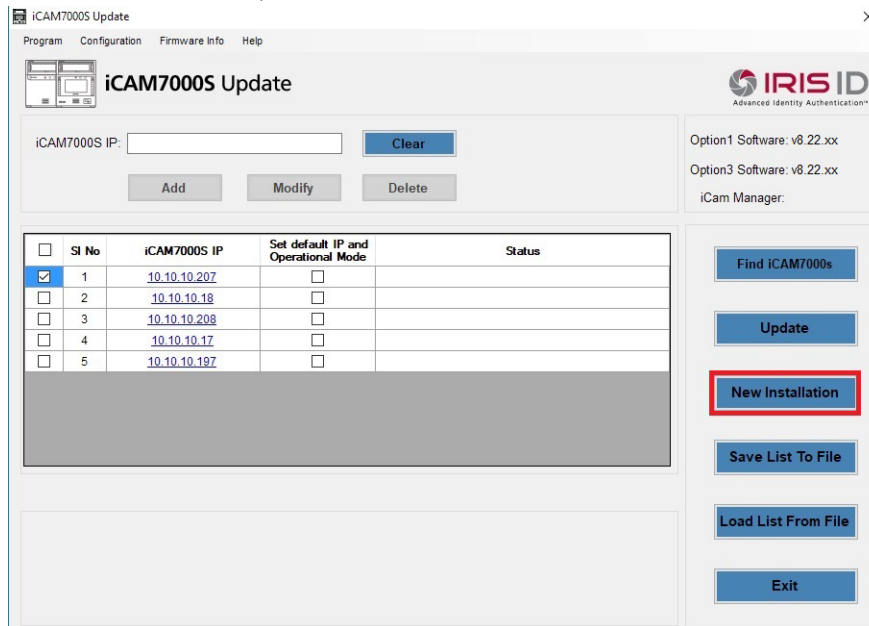 iCAM7000S Update
Program Configuration Firmware Info Help
iCAM7000S Update
IRIS ID
Advanced Identity Authentication™
iCAM7000S IP:
Clear
Add Modify Delete
Option1 Software: v8.22.xx
Option3 Software: v8.22.xx
iCam Manager:
SI No iCAM7000S IP Set default IP and Operational Mode Status
1 10.10.10.207
2 10.10.10.18
3 10.10.10.208
4 10.10.10.17
5 10.10.10.197
Find iCAM7000s
Update
New Installation
Save List To File
Load List From File
Exit